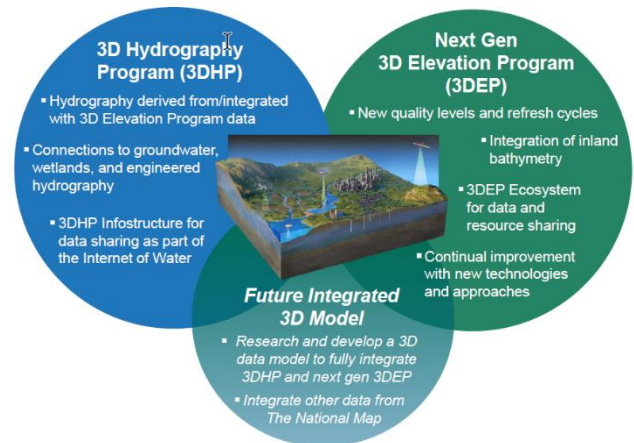 3D Hydrography
Program (3DHP)
▪ Hydrography derived from/integrated
with 3D Elevation Program data
▪ Connections to groundwater,
wetlands, and engineered
hydrography
▪ 3DHP Infostructure for
data sharing as part of
the Internet of Water
Next Gen
3D Elevation Program
(3DEP)
▪ New quality levels and refresh cycles
▪ Integration of inland
bathymetry
▪ 3DEP Ecosystem
for data and
resource sharing
▪ Continual improvement
with new technologies
and approaches
Future Integrated
3D Model
▪ Research and develop a 3D
data model to fully integrate
3DHP and next gen 3DEP
▪ Integrate other data from
The National Map